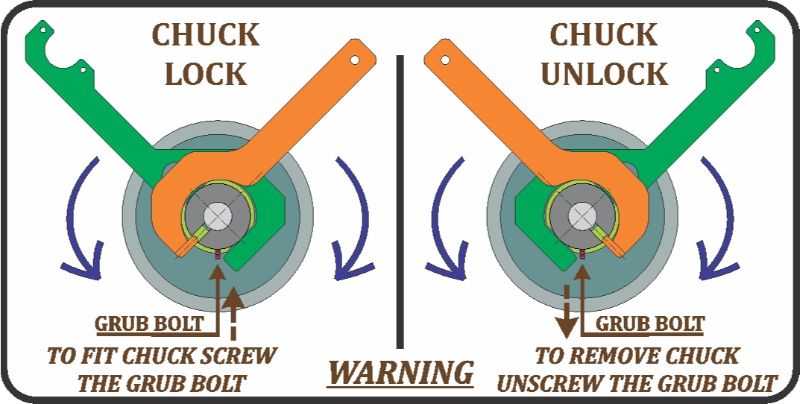 CHUCK
LOCK
GRUB BOLT
TO FIT CHUCK SCREW
THE GRUB BOLT
CHUCK
UNLOCK
GRUB BOLT
TO REMOVE CHUCK
UNSCREW THE GRUB BOLT
WARNING